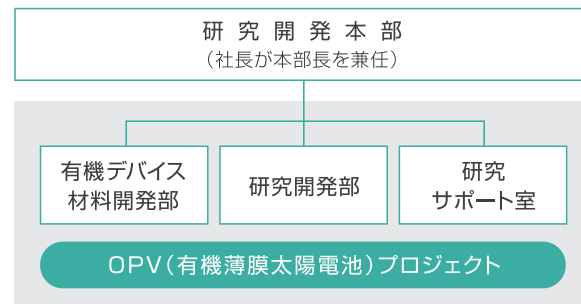 研究開発本部
（社長が本部長を兼任）
有機デバイス
材料開発部
研究開発部
研究
サポート室
OPV（有機薄膜太陽電池）プロジェクト